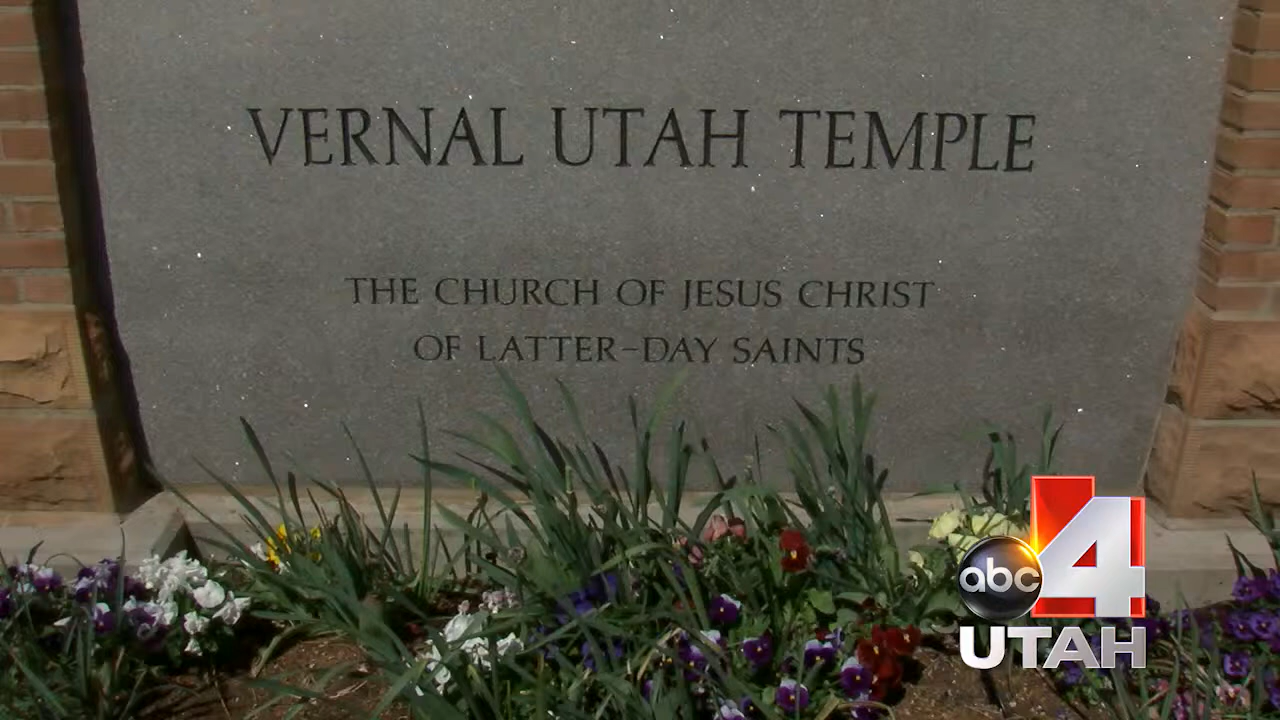 VERNAL UTAH TEMPLE
THE CHURCH OF JESUS CHRIST
OF LATTER-DAY SAINTS
abc 4
UTAH